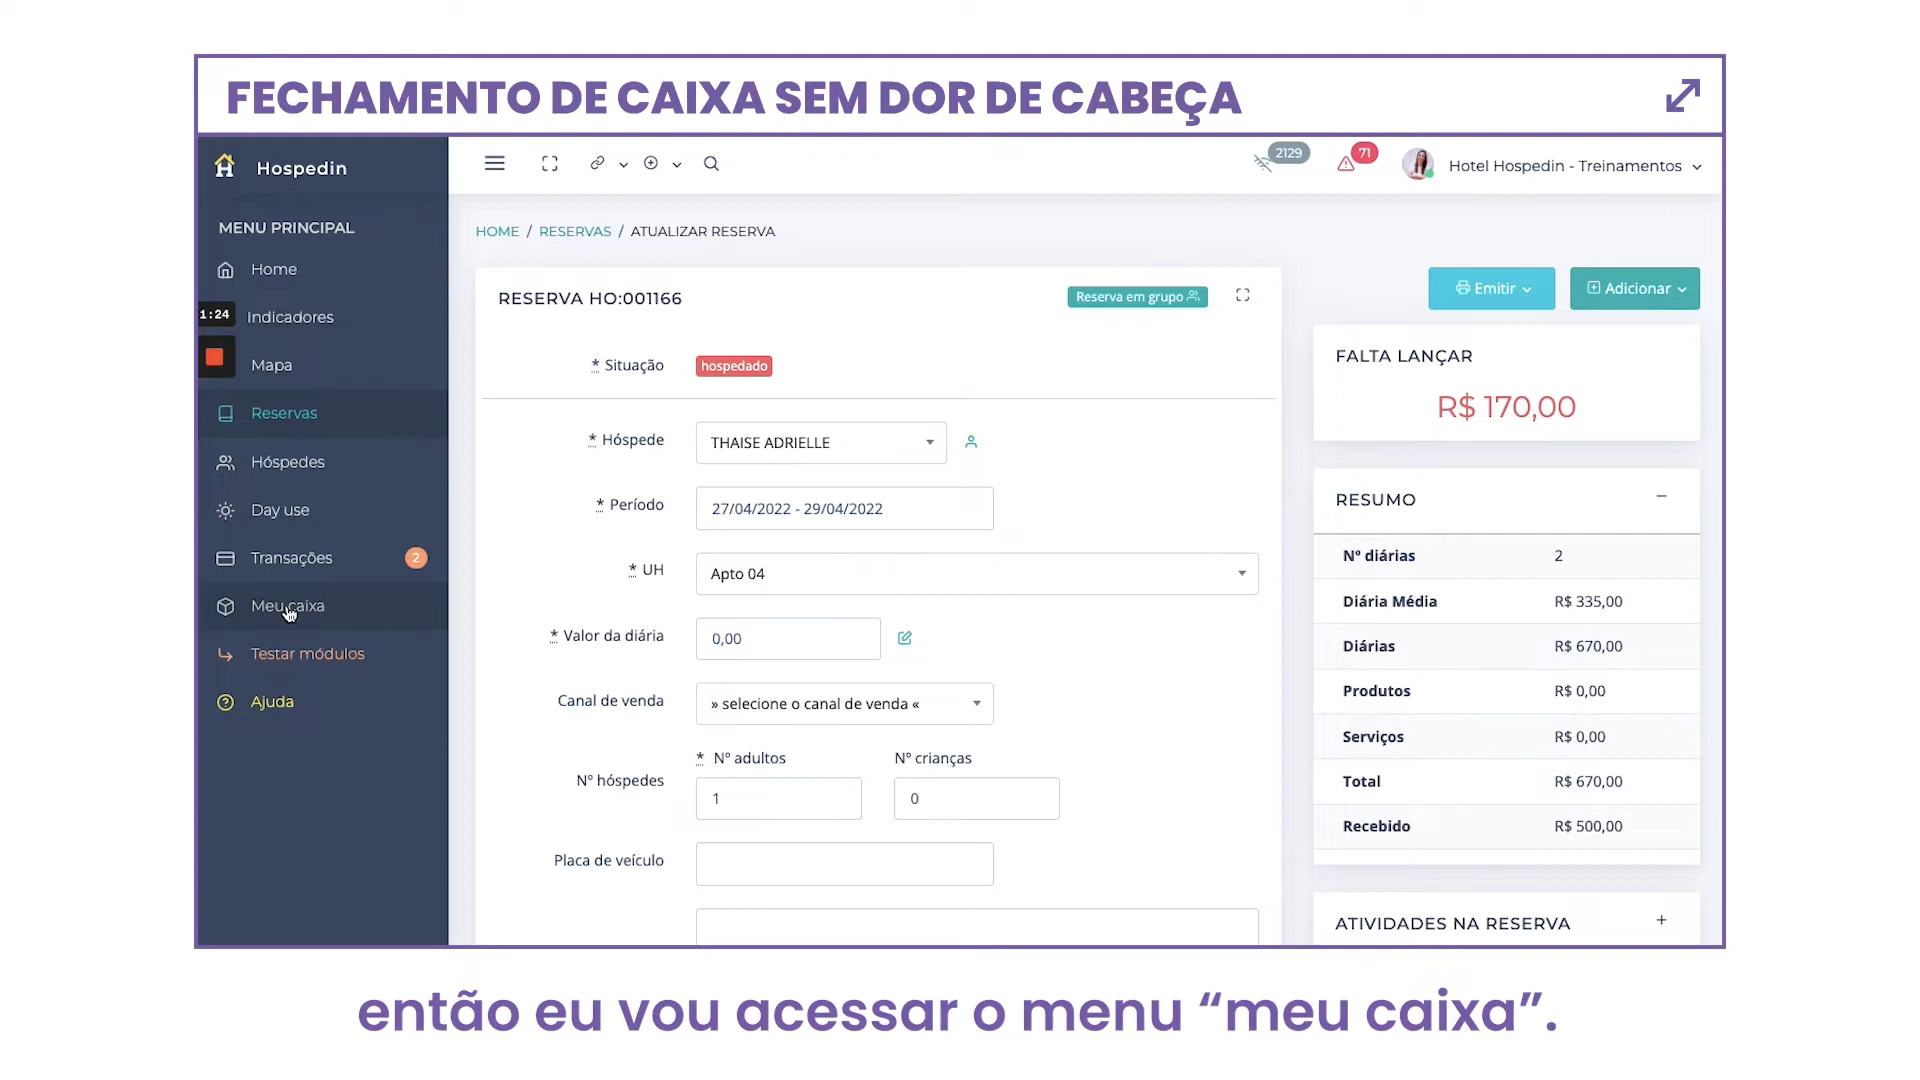 FECHAMENTO DE CAIXA SEM DOR DE CABEÇA
Hospedin
2129
71
Hotel Hospedin - Treinamentos
MENU PRINCIPAL
Home
1:24
Indicadores
Mapa
Reservas
Hóspedes
Day use
Transações 2
Meu caixa
Testar módulos
Ajuda
HOME / RESERVAS / ATUALIZAR RESERVA
Emitir
Adicionar
RESERVA HO:001166
Reserva em grupo
* Situação hospedado
* Hóspede THAISE ADRIELLE
* Período 27/04/2022 - 29/04/2022
* UH Apto 04
* Valor da diária 0,00
Canal de venda » selecione o canal de venda «
* Nº adultos Nº crianças
Nº hóspedes 1 0
Placa de veículo
FALTA LANÇAR
R$ 170,00
RESUMO
Nº diárias 2
Diária Média R$ 335,00
Diárias R$ 670,00
Produtos R$ 0,00
Serviços R$ 0,00
Total R$ 670,00
Recebido R$ 500,00
ATIVIDADES NA RESERVA
então eu vou acessar o menu “meu caixa”.